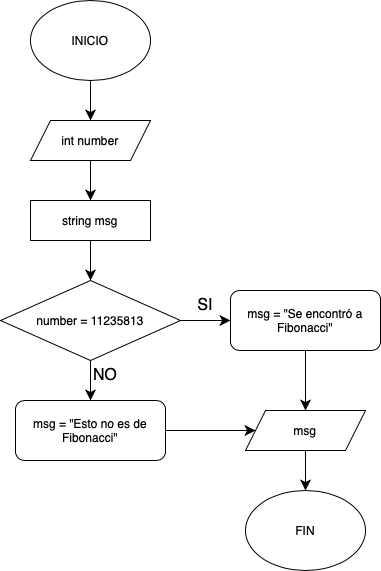 INICIO
int number
string msg
number = 11235813
SI
msg = "Se encontró a
Fibonacci"
NO
msg = "Esto no es de
Fibonacci"
msg
FIN